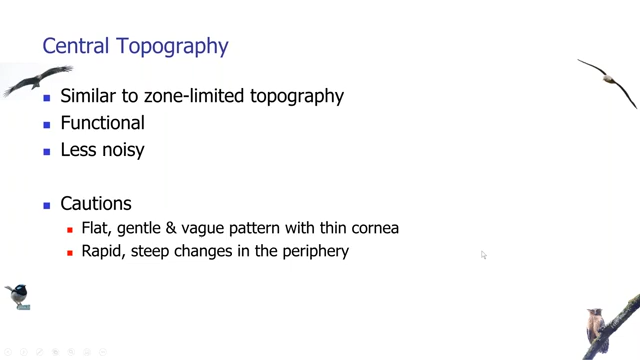 Central Topography
Similar to zone-limited topography
Functional
Less noisy
Cautions
Flat, gentle & vague pattern with thin cornea
Rapid, steep changes in the periphery